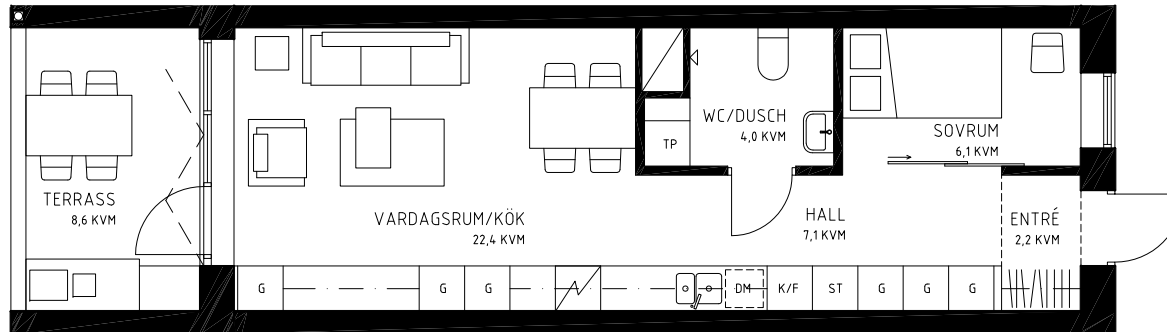 WC/DUSCH
4,0 KVM
SOVRUM
6,1 KVM
TP
TERRASS
8,6 KVM
VARDAGSRUM/KÖK
22,4 KVM
HALL
7,1 KVM
ENTRÉ
2,2 KVM
G
G
G
DM
K/F
ST
G
G
G